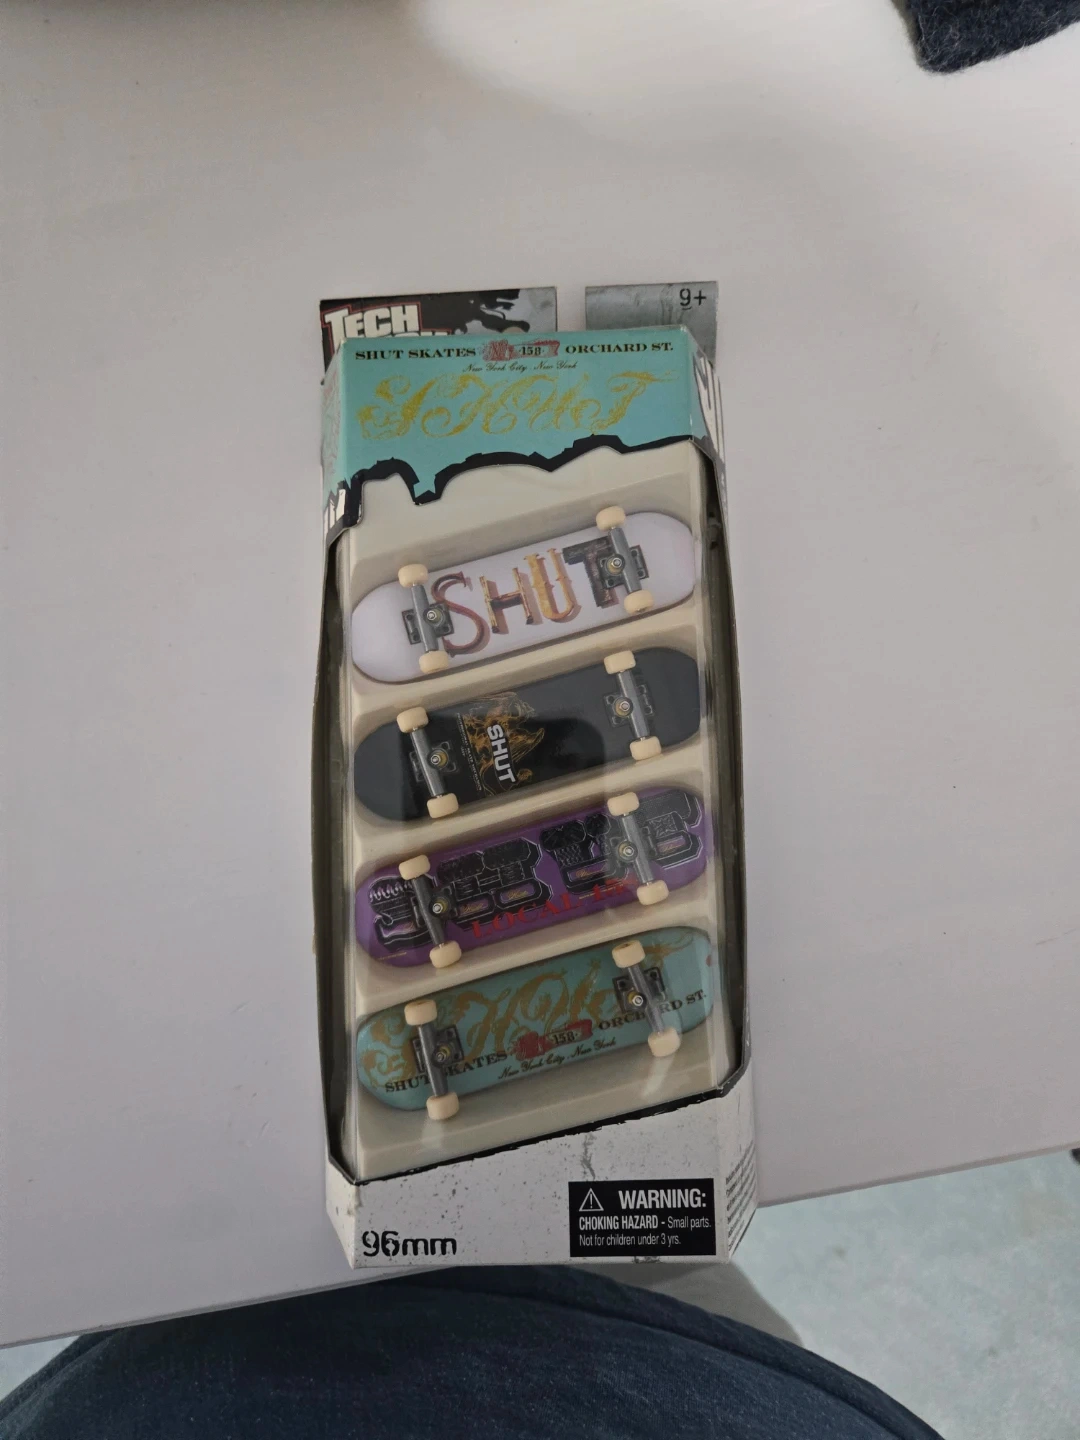 TECH
9+
SHUT SKATES 158 ORCHARD ST.
New York City . New York
SHUT
SHUT
SHUT
LOCAL
SHUT
SHUT SKATES 158 ORCHARD ST.
New York City . New York
96mm
WARNING:
CHOKING HAZARD - Small parts.
Not for children under 3 yrs.